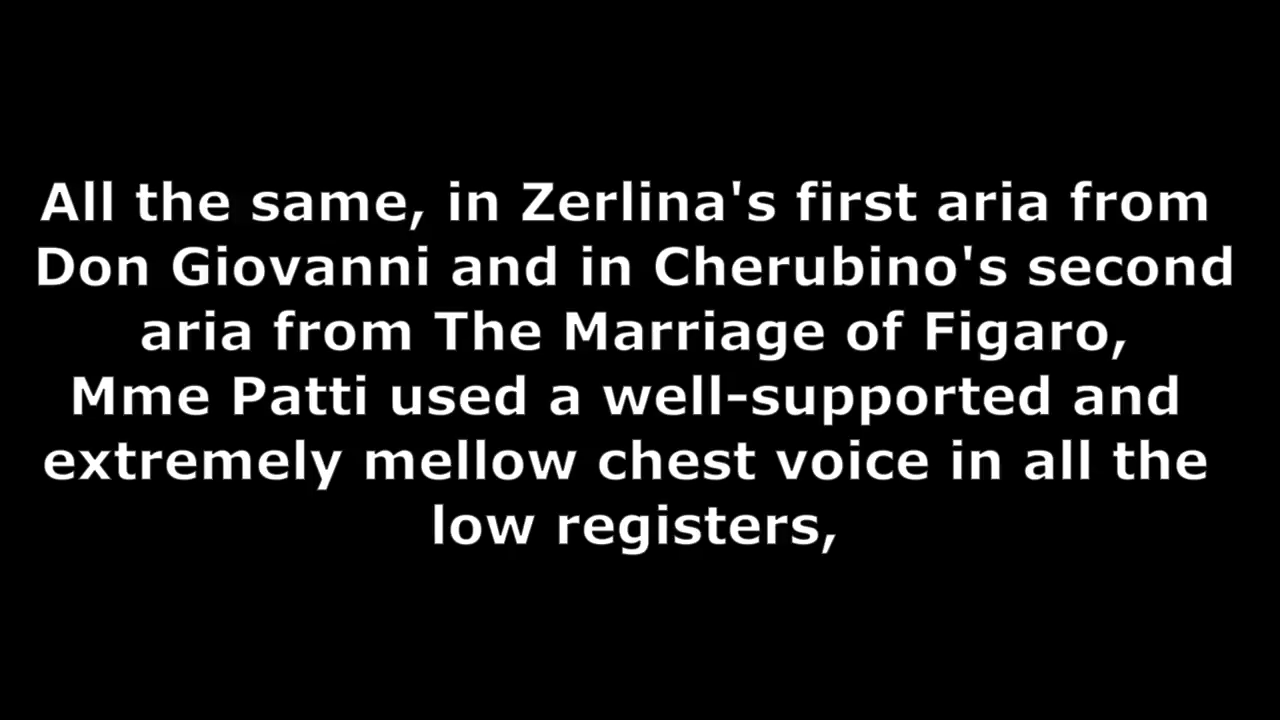 All the same, in Zerlina's first aria from
Don Giovanni and in Cherubino's second
aria from The Marriage of Figaro,
Mme Patti used a well-supported and
extremely mellow chest voice in all the
low registers,